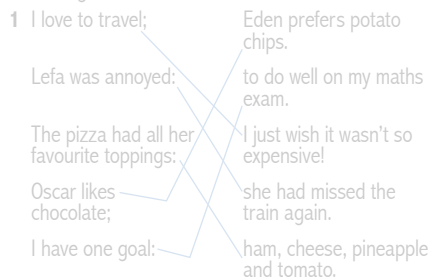 1 I love to travel;
Eden prefers potato
chips.
Lefa was annoyed:
to do well on my maths
exam.
The pizza had all her
favourite toppings:
I just wish it wasn't so
expensive!
Oscar likes
chocolate;
she had missed the
train again.
I have one goal:
ham, cheese, pineapple
and tomato.